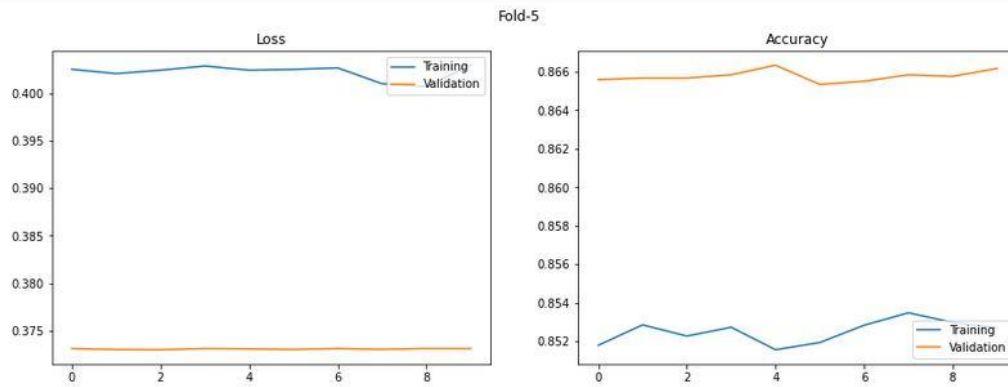 Fold-5
Loss
Training
Validation
0.400
0.395
0.390
0.385
0.380
0.375
0 2 4 6 8
Accuracy
0.866
0.864
0.862
0.860
0.858
0.856
0.854
0.852
Training
Validation
0 2 4 6 8